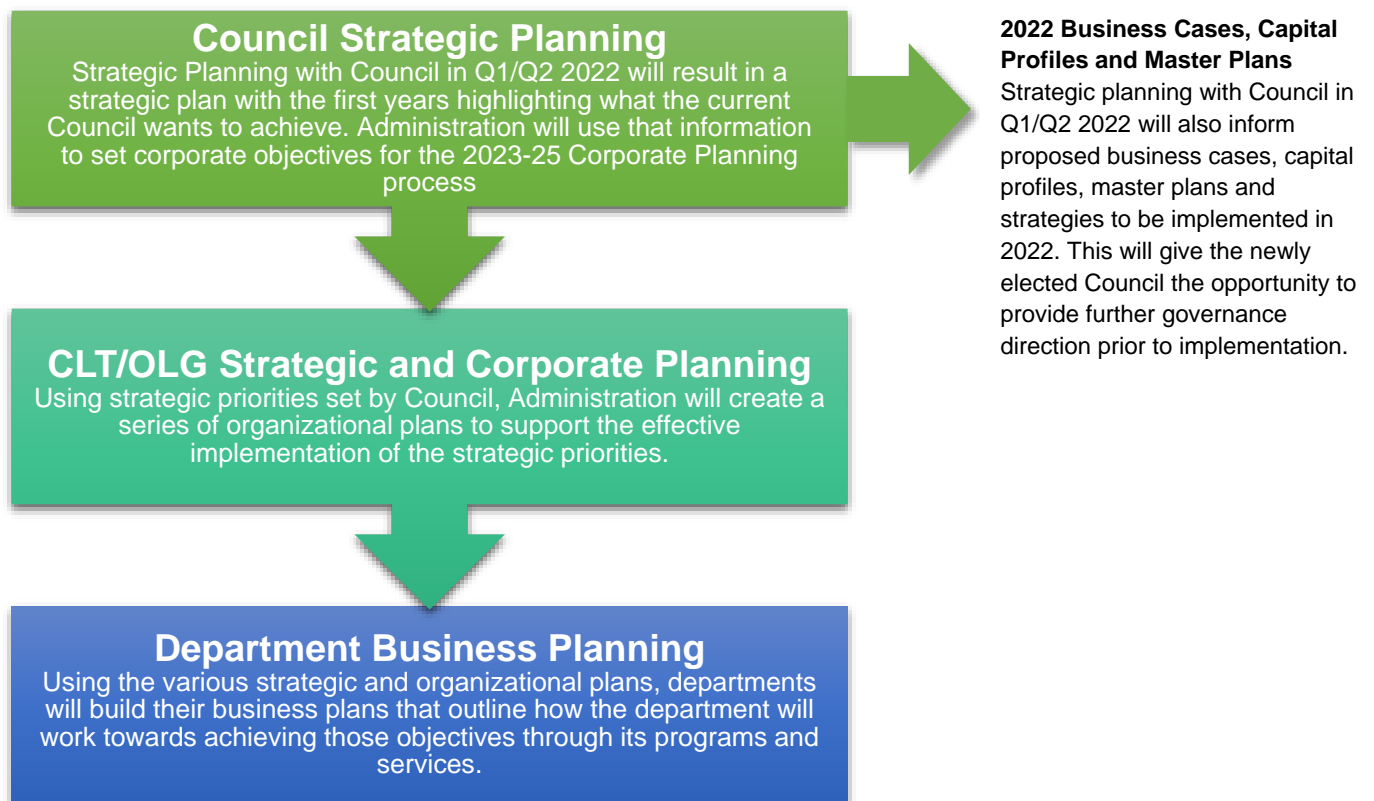 Council Strategic Planning
Strategic Planning with Council in Q1/Q2 2022 will result in a
strategic plan with the first years highlighting what the current
Council wants to achieve. Administration will use that information
to set corporate objectives for the 2023-25 Corporate Planning
process
2022 Business Cases, Capital
Profiles and Master Plans
Strategic planning with Council in
Q1/Q2 2022 will also inform
proposed business cases, capital
profiles, master plans and
strategies to be implemented in
2022. This will give the newly
elected Council the opportunity to
provide further governance
direction prior to implementation.
CLT/OLG Strategic and Corporate Planning
Using strategic priorities set by Council, Administration will create a
series of organizational plans to support the effective
implementation of the strategic priorities.
Department Business Planning
Using the various strategic and organizational plans, departments
will build their business plans that outline how the department will
work towards achieving those objectives through its programs and
services.